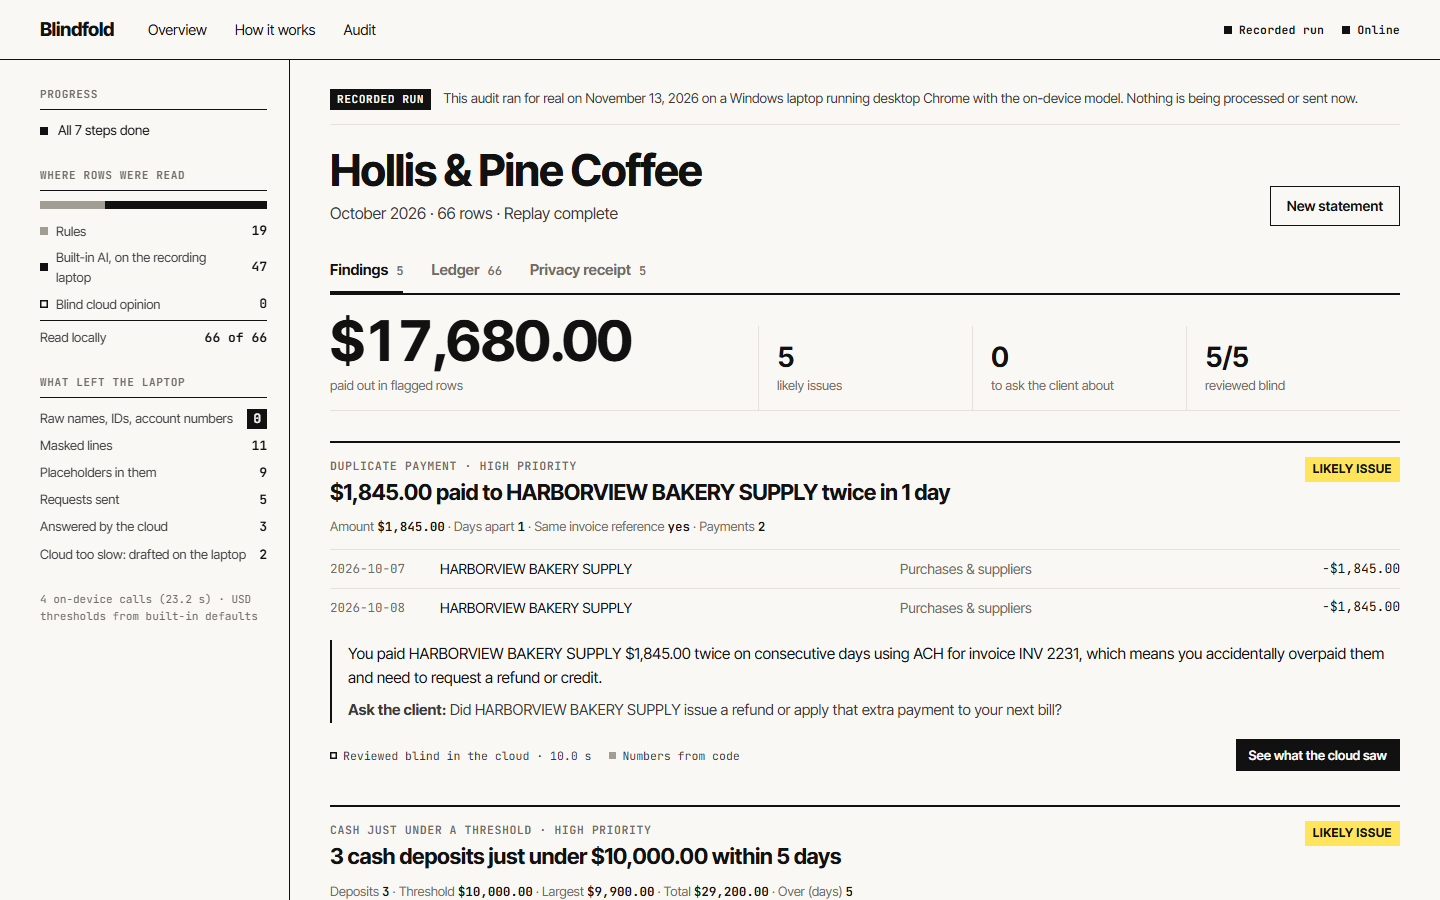 Blindfold Overview How it works Audit Recorded run Online
PROGRESS
All 7 steps done
WHERE ROWS WERE READ
Rules 19
Built-in AI, on the recording
laptop 47
Blind cloud opinion 0
Read locally 66 of 66
WHAT LEFT THE LAPTOP
Raw names, IDs, account numbers 0
Masked lines 11
Placeholders in them 9
Requests sent 5
Answered by the cloud 3
Cloud too slow: drafted on the laptop 2
4 on-device calls (23.2 s) · USD
thresholds from built-in defaults
RECORDED RUN This audit ran for real on November 13, 2026 on a Windows laptop running desktop Chrome with the on-device model. Nothing is being processed or sent now.
Hollis & Pine Coffee
October 2026 · 66 rows · Replay complete
New statement
Findings 5 Ledger 66 Privacy receipt 5
$17,680.00
paid out in flagged rows
5
likely issues
0
to ask the client about
5/5
reviewed blind
DUPLICATE PAYMENT · HIGH PRIORITY
LIKELY ISSUE
$1,845.00 paid to HARBORVIEW BAKERY SUPPLY twice in 1 day
Amount $1,845.00 · Days apart 1 · Same invoice reference yes · Payments 2
2026-10-07 HARBORVIEW BAKERY SUPPLY Purchases & suppliers -$1,845.00
2026-10-08 HARBORVIEW BAKERY SUPPLY Purchases & suppliers -$1,845.00
You paid HARBORVIEW BAKERY SUPPLY $1,845.00 twice on consecutive days using ACH for invoice INV 2231, which means you accidentally overpaid them
and need to request a refund or credit.
Ask the client: Did HARBORVIEW BAKERY SUPPLY issue a refund or apply that extra payment to your next bill?
Reviewed blind in the cloud · 10.0 s Numbers from code
See what the cloud saw
CASH JUST UNDER A THRESHOLD · HIGH PRIORITY
LIKELY ISSUE
3 cash deposits just under $10,000.00 within 5 days
Deposits 3 · Threshold $10,000.00 · Largest $9,900.00 · Total $29,200.00 · Over (days) 5